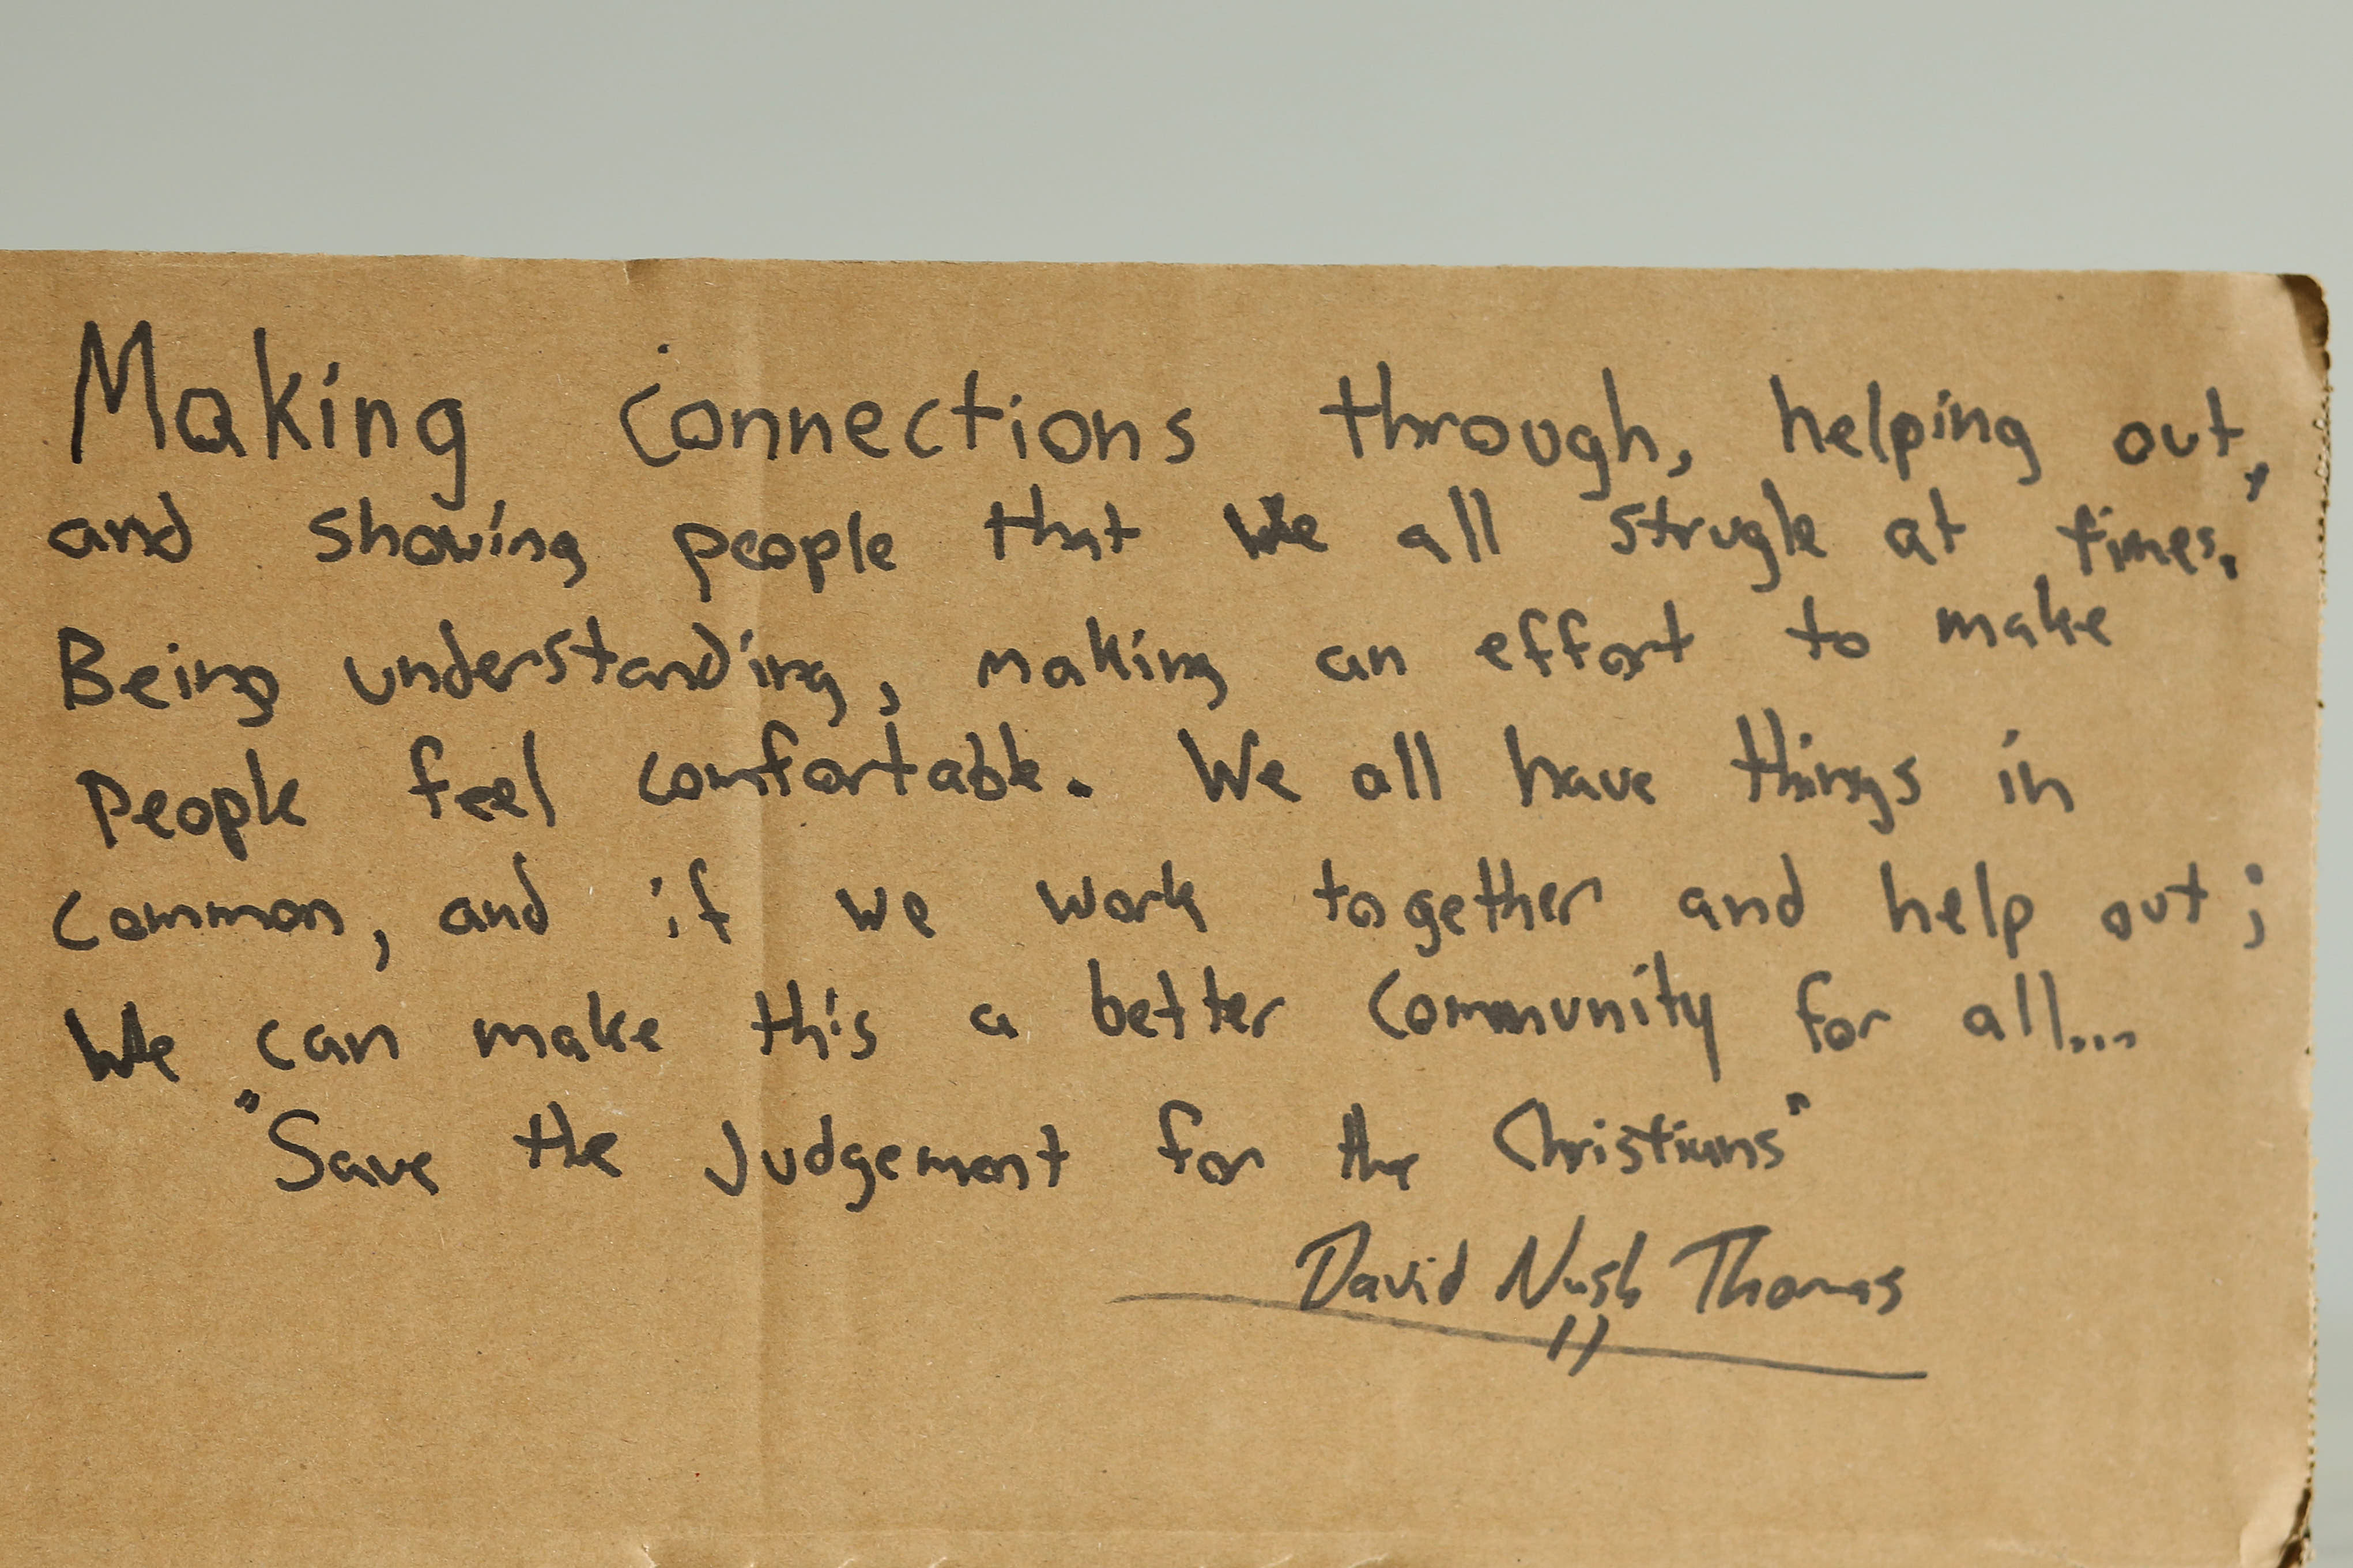 Making connections through, helping out,
and showing people that we all strugle at times.
Being understanding, making an effort to make
People feel comfortable. We all have things in
common, and if we work together and help out;
We can make this a better community for all...
"Save the Judgement for the Christians"
David Nash Thomas